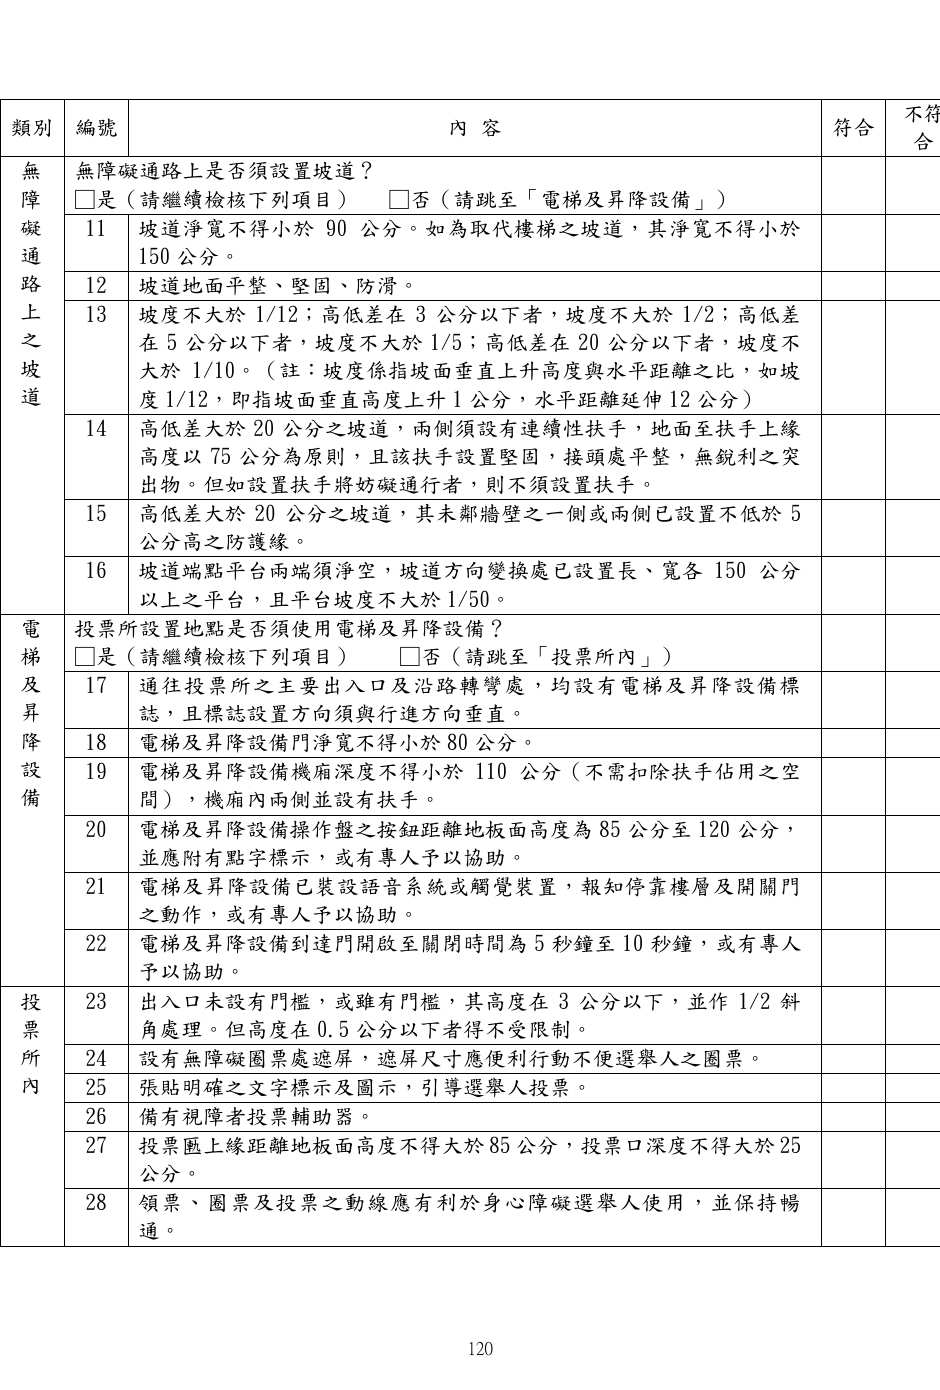 類別 編號 內 容 符合 不符合
無障礙通路上之坡道
無障礙通路上是否須設置坡道？
□是（請繼續檢核下列項目） □否（請跳至「電梯及昇降設備」）
11 坡道淨寬不得小於 90 公分。如為取代樓梯之坡道，其淨寬不得小於
150 公分。
12 坡道地面平整、堅固、防滑。
13 坡度不大於 1/12；高低差在 3 公分以下者，坡度不大於 1/2；高低差
在 5 公分以下者，坡度不大於 1/5；高低差在 20 公分以下者，坡度不
大於 1/10。（註：坡度係指坡面垂直上升高度與水平距離之比，如坡
度 1/12，即指坡面垂直高度上升 1 公分，水平距離延伸 12 公分）
14 高低差大於 20 公分之坡道，兩側須設有連續性扶手，地面至扶手上緣
高度以 75 公分為原則，且該扶手設置堅固，接頭處平整，無銳利之突
出物。但如設置扶手將妨礙通行者，則不須設置扶手。
15 高低差大於 20 公分之坡道，其未鄰牆壁之一側或兩側已設置不低於 5
公分高之防護緣。
16 坡道端點平台兩端須淨空，坡道方向變換處已設置長、寬各 150 公分
以上之平台，且平台坡度不大於 1/50。
電梯及昇降設備
投票所設置地點是否須使用電梯及昇降設備？
□是（請繼續檢核下列項目） □否（請跳至「投票所內」）
17 通往投票所之主要出入口及沿路轉彎處，均設有電梯及昇降設備標
誌，且標誌設置方向須與行進方向垂直。
18 電梯及昇降設備門淨寬不得小於 80 公分。
19 電梯及昇降設備機廂深度不得小於 110 公分（不需扣除扶手佔用之空
間），機廂內兩側並設有扶手。
20 電梯及昇降設備操作盤之按鈕距離地板面高度為 85 公分至 120 公分，
並應附有點字標示，或有專人予以協助。
21 電梯及昇降設備已裝設語音系統或觸覺裝置，報知停靠樓層及開關門
之動作，或有專人予以協助。
22 電梯及昇降設備到達門開啟至關閉時間為 5 秒鐘至 10 秒鐘，或有專人
予以協助。
投票所內
23 出入口未設有門檻，或雖有門檻，其高度在 3 公分以下，並作 1/2 斜
角處理。但高度在 0.5 公分以下者得不受限制。
24 設有無障礙圈票處遮屏，遮屏尺寸應便利行動不便選舉人之圈票。
25 張貼明確之文字標示及圖示，引導選舉人投票。
26 備有視障者投票輔助器。
27 投票匭上緣距離地板面高度不得大於 85 公分，投票口深度不得大於 25
公分。
28 領票、圈票及投票之動線應有利於身心障礙選舉人使用，並保持暢
通。
120